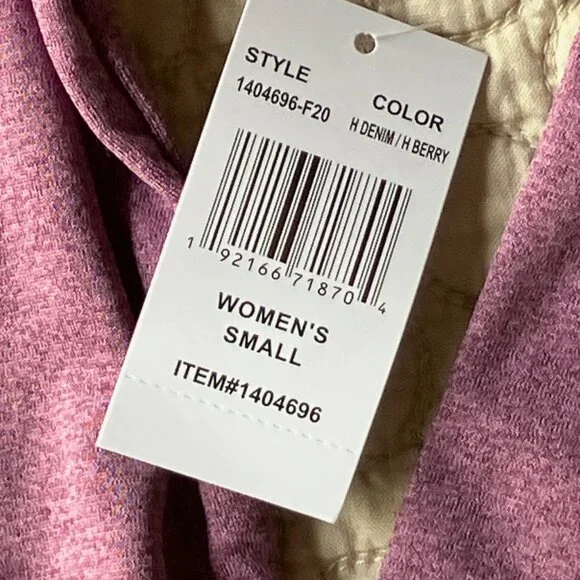 STYLE
1404696-F20
COLOR
H DENIM / H BERRY
1 92166 71870 4
WOMEN'S
SMALL
ITEM#1404696